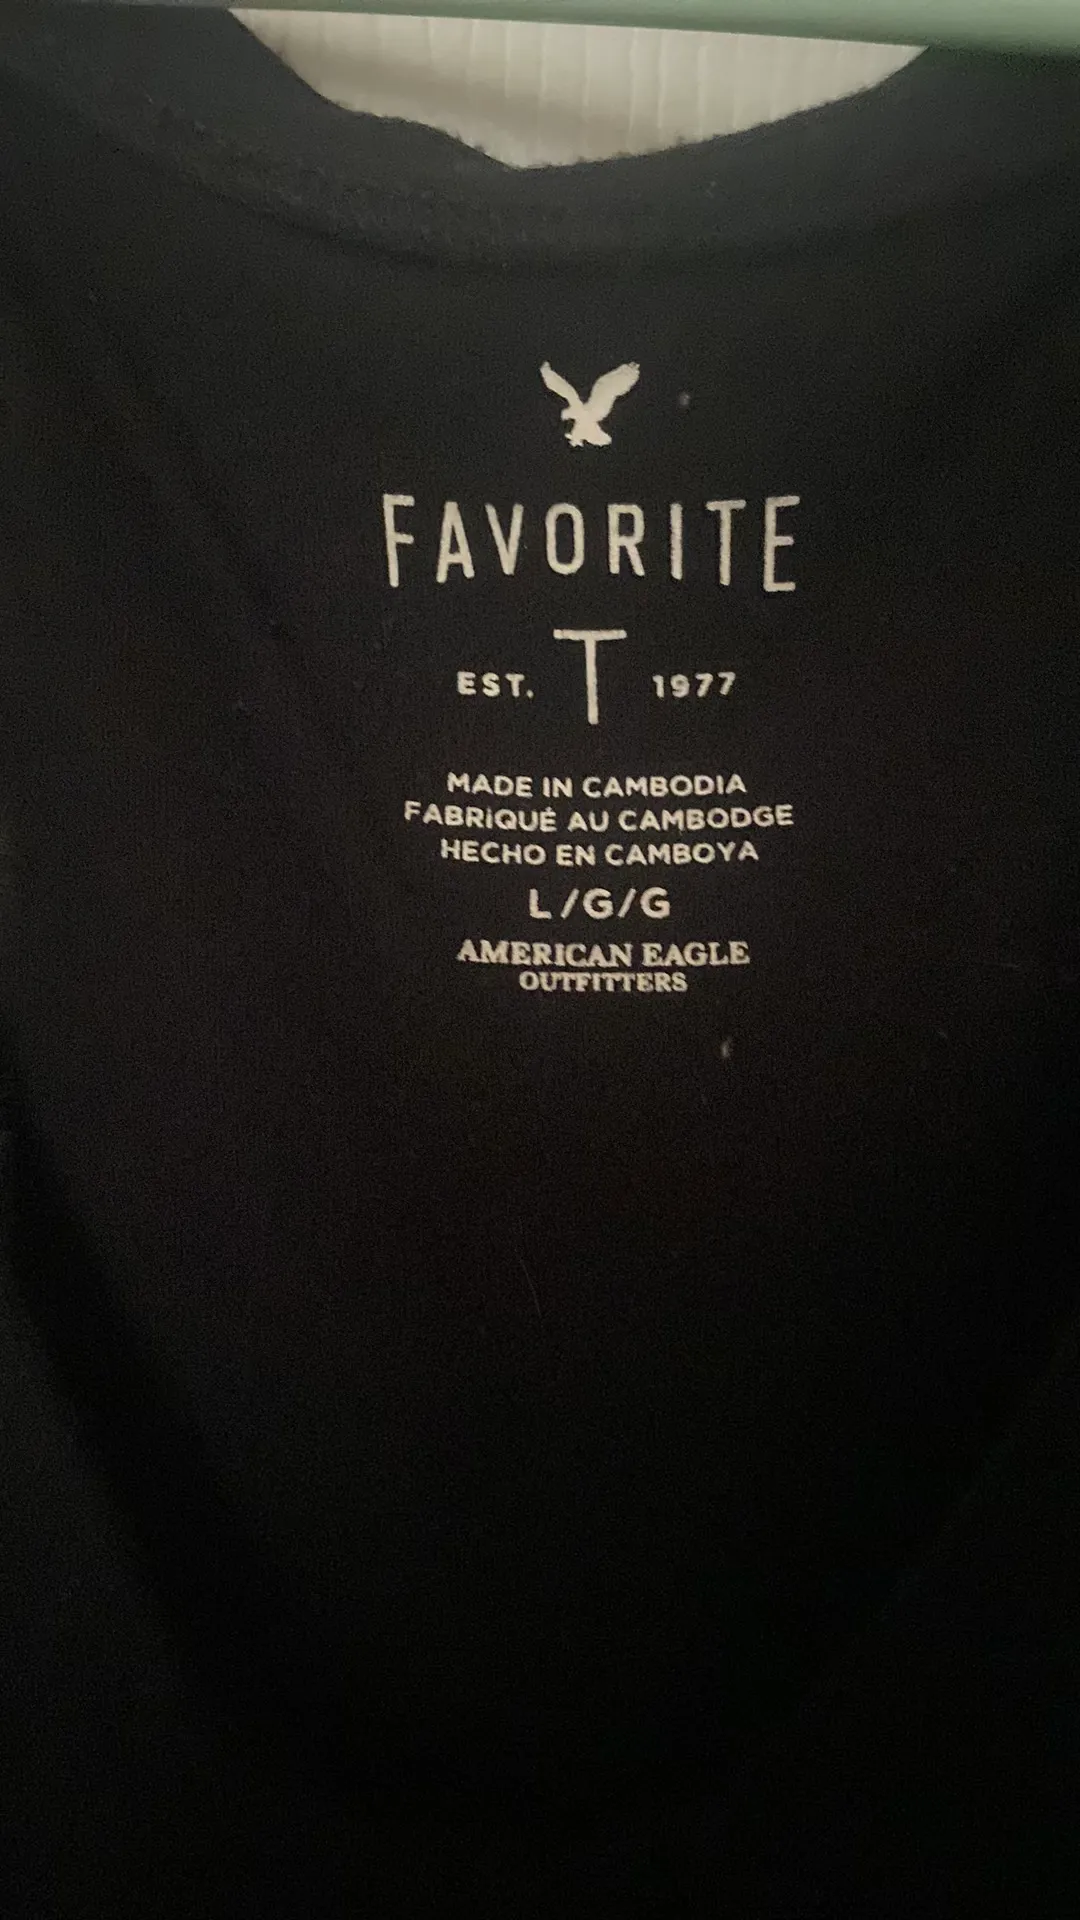 FAVORITE
EST. T 1977
MADE IN CAMBODIA
FABRIQUÉ AU CAMBODGE
HECHO EN CAMBOYA
L/G/G
AMERICAN EAGLE
OUTFITTERS